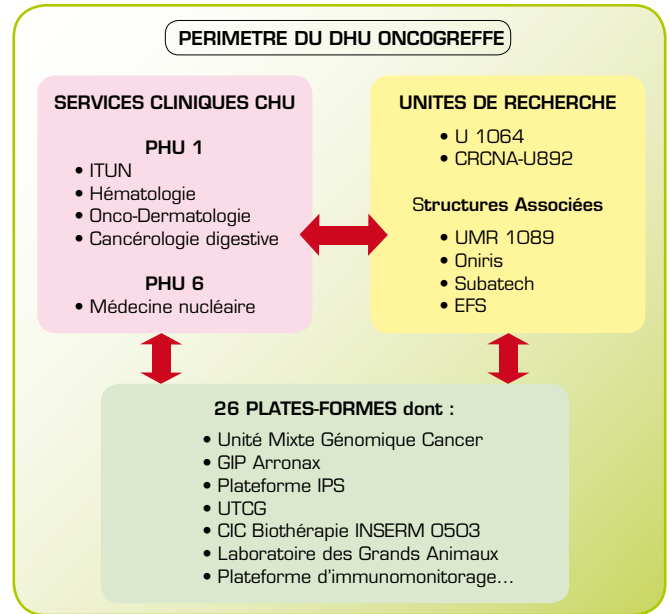 PERIMETRE DU DHU ONCOGREFFE
SERVICES CLINIQUES CHU
PHU 1
• ITUN
• Hématologie
• Onco-Dermatologie
• Cancérologie digestive
PHU 6
• Médecine nucléaire
UNITES DE RECHERCHE
• U 1064
• CRCNA-U892
Structures Associées
• UMR 1089
• Oniris
• Subatech
• EFS
26 PLATES-FORMES dont :
• Unité Mixte Génomique Cancer
• GIP Arronax
• Plateforme IPS
• UTCG
• CIC Biothérapie INSERM 0503
• Laboratoire des Grands Animaux
• Plateforme d'immunomonitorage...